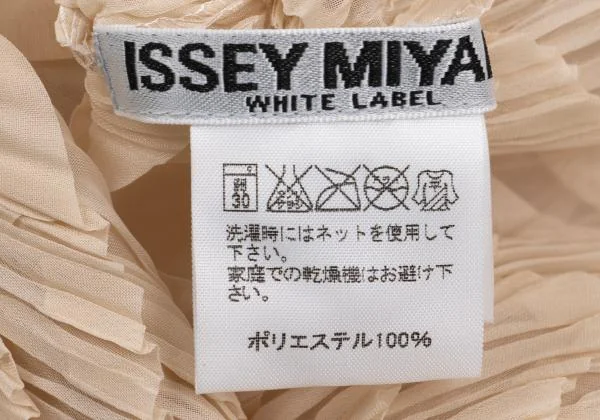 ISSEY MIYA
WHITE LABEL
弱
30
平
洗濯時にはネットを使用して
下さい。
家庭での乾燥機はお避け下
さい。
ポリエステル100%